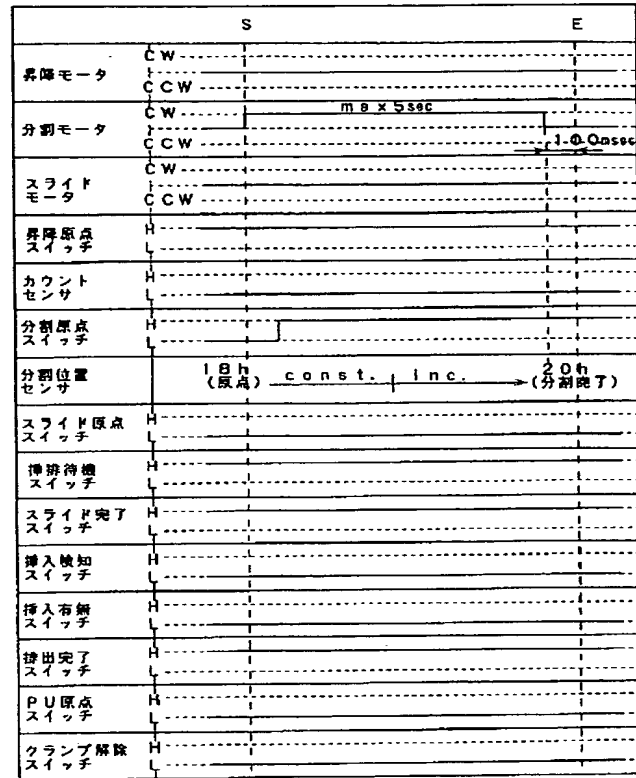 S E
昇降モータ
CW
CCW
分割モータ
CW
max 5sec
CCW
100msec
スライド
モータ
CW
CCW
昇降原点
スイッチ
H
L
カウント
センサ
H
L
分割原点
スイッチ
H
L
分割位置
センサ
18h
(原点)
const. inc.
20h
(分割完了)
スライド原点
スイッチ
H
L
挿排待機
スイッチ
H
L
スライド完了
スイッチ
H
L
挿入検知
スイッチ
H
L
挿入有無
スイッチ
H
L
排出完了
スイッチ
H
L
PU原点
スイッチ
H
L
クランプ解除
スイッチ
H
L